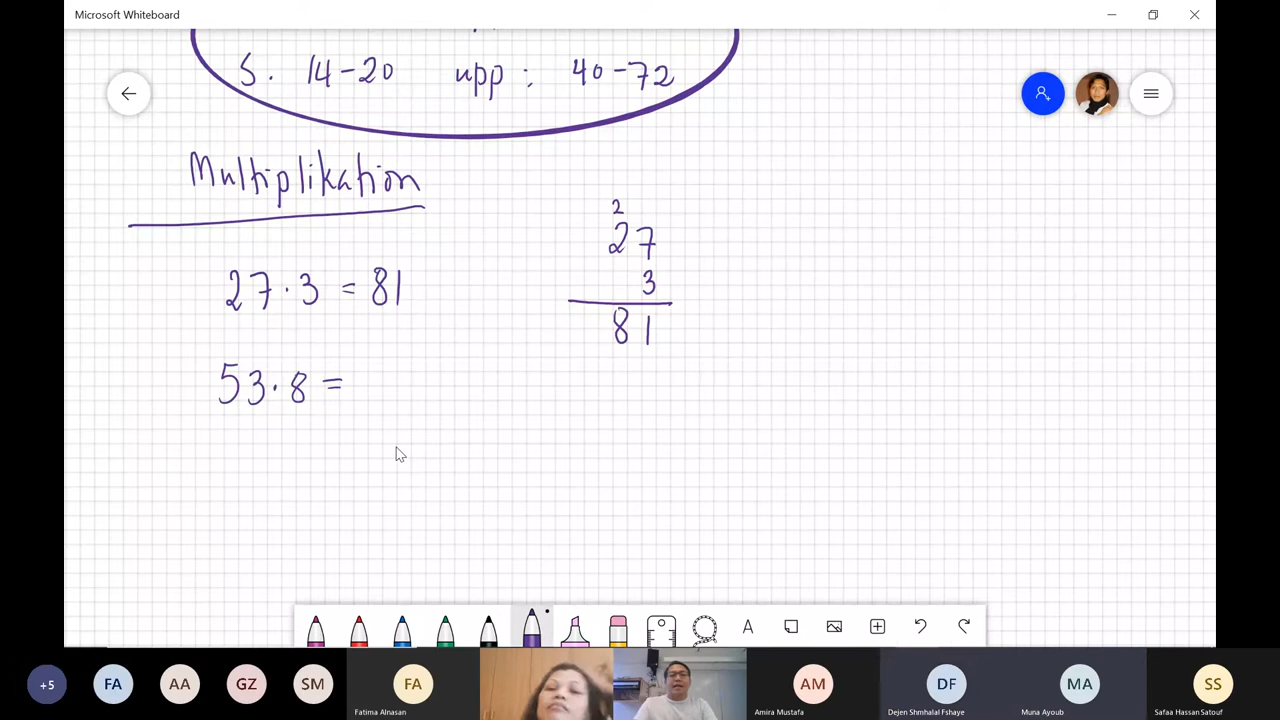 Microsoft Whiteboard
S. 14-20 upp: 40-72
Multiplikation
27 · 3 = 81
53 · 8 =
2
27
3
81
A
+5
FA
AA
GZ
SM
FA
Fatima Alnasan
AM
Amira Mustafa
DF
Dejen Shmhalal Fshaye
MA
Muna Ayoub
SS
Safaa Hassan Satouf